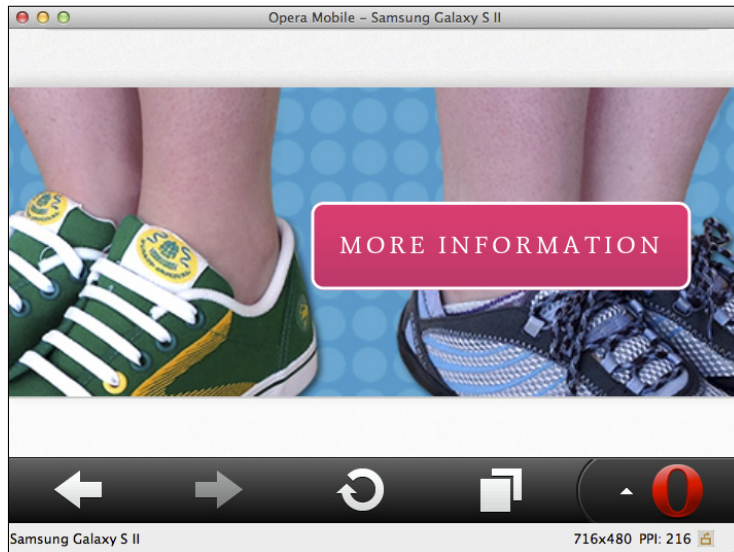 Opera Mobile – Samsung Galaxy S II
MORE INFORMATION
Samsung Galaxy S II
716x480 PPI: 216